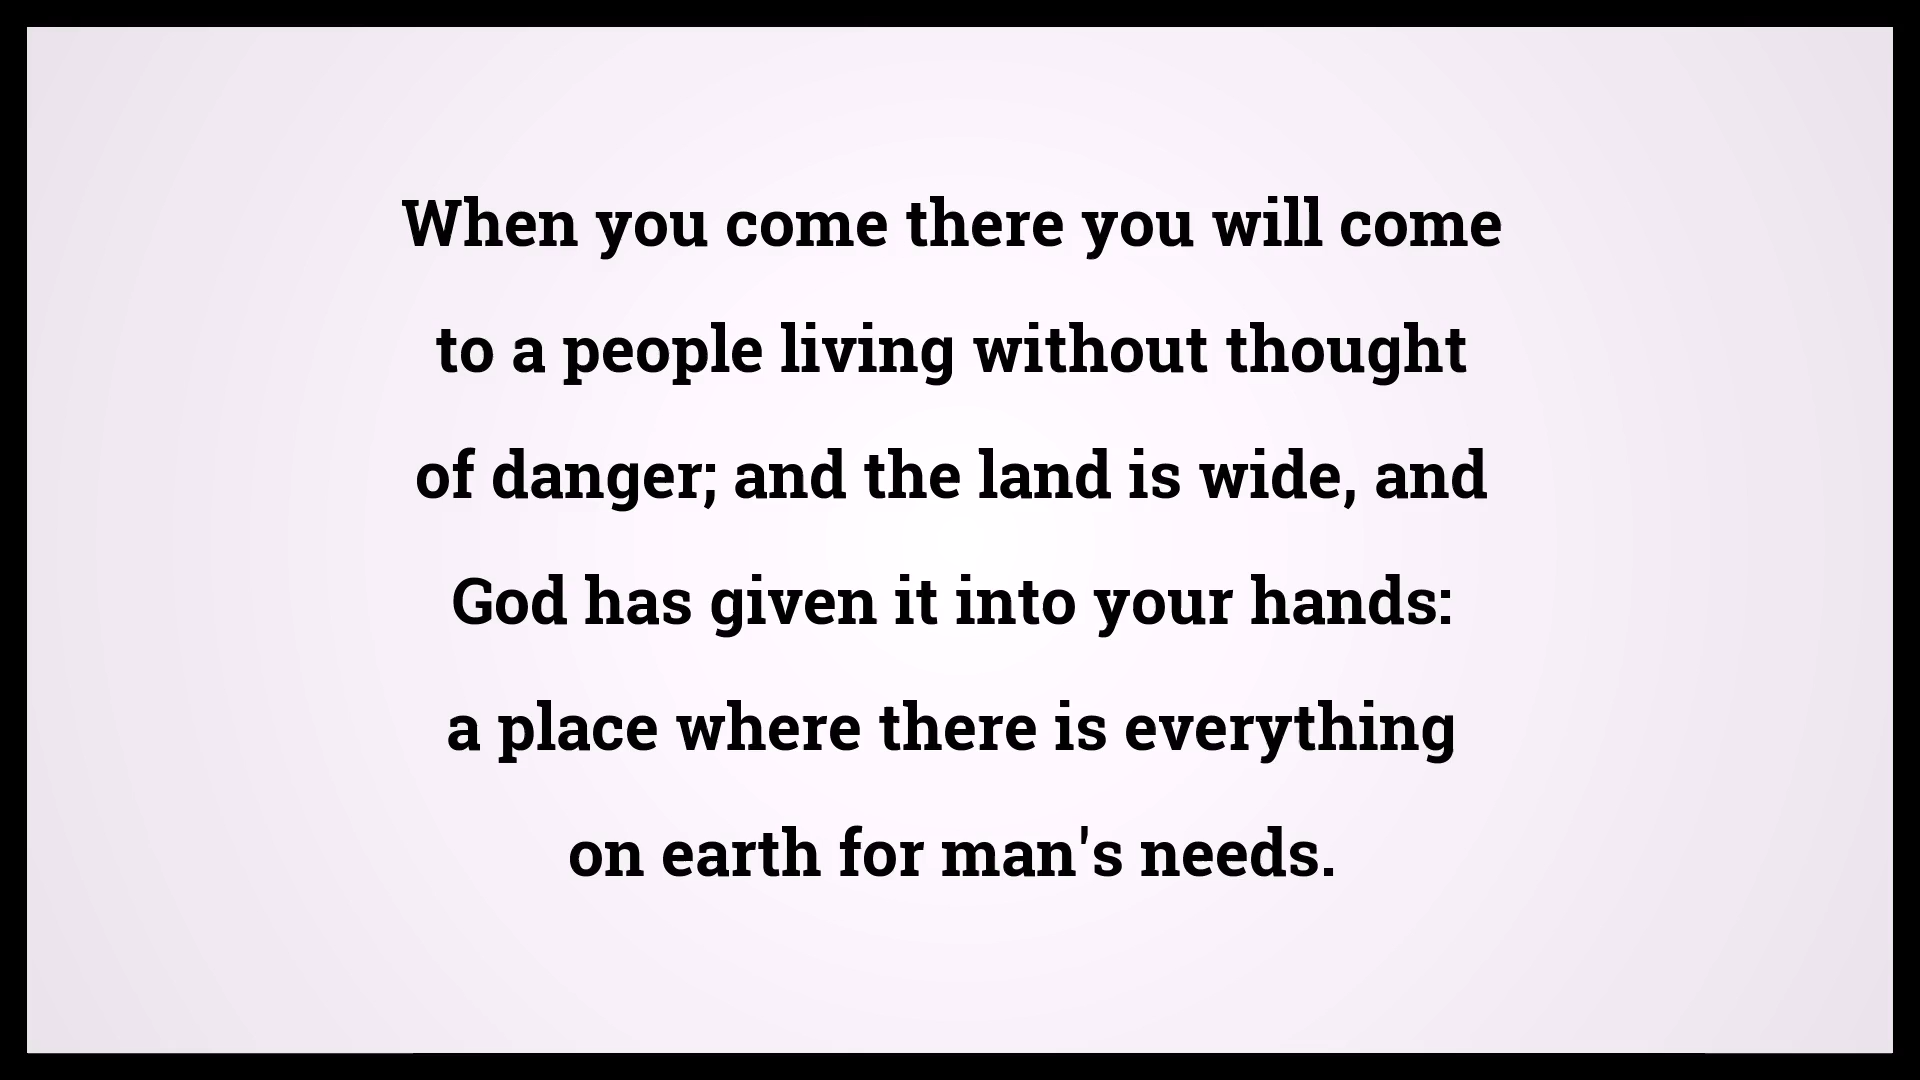 When you come there you will come
to a people living without thought
of danger; and the land is wide, and
God has given it into your hands:
a place where there is everything
on earth for man's needs.